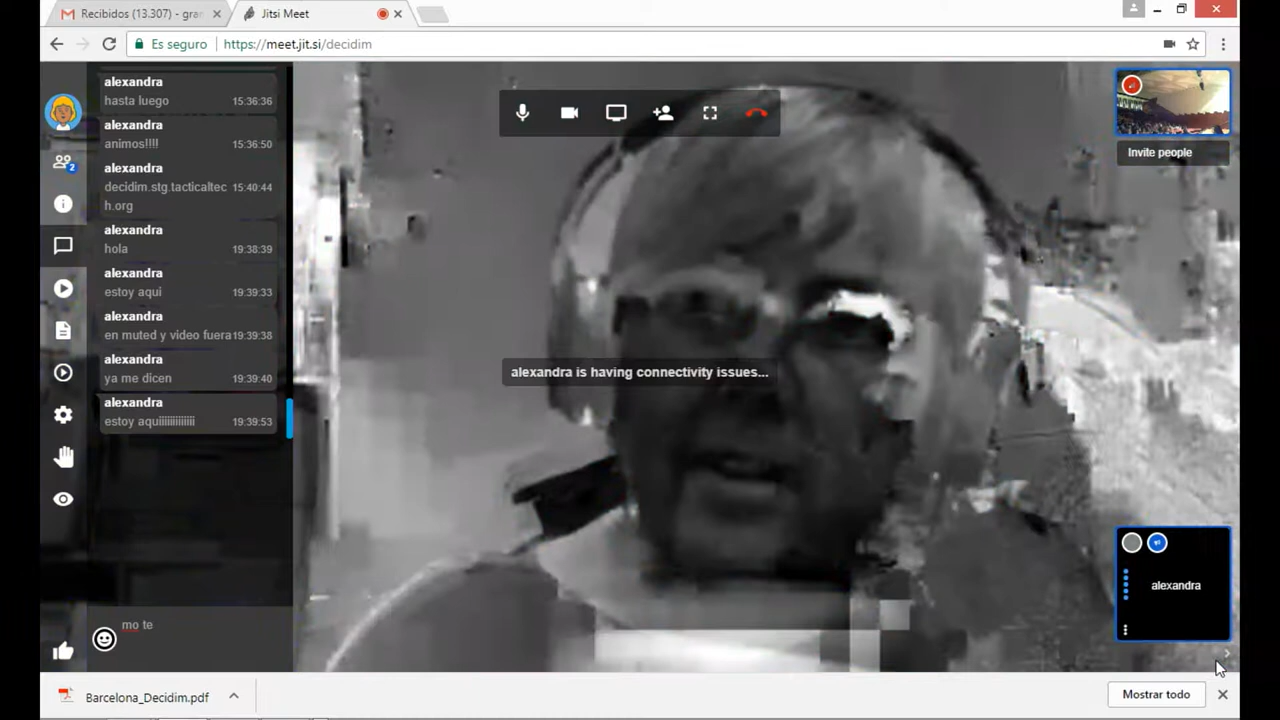 Recibidos (13.307) - gra
Jitsi Meet
Es seguro
https://meet.jit.si/decidim
alexandra
hasta luego 15:36:36
alexandra
animos!!!! 15:36:50
alexandra
decidim.stg.tacticaltec 15:40:44
h.org
alexandra
hola 19:38:39
alexandra
estoy aqui 19:39:33
alexandra
en muted y video fuera 19:39:38
alexandra
ya me dicen 19:39:40
alexandra
estoy aquiiiiiiiiiiiiii 19:39:53
2
mo te
alexandra is having connectivity issues...
Invite people
alexandra
Barcelona_Decidim.pdf
Mostrar todo